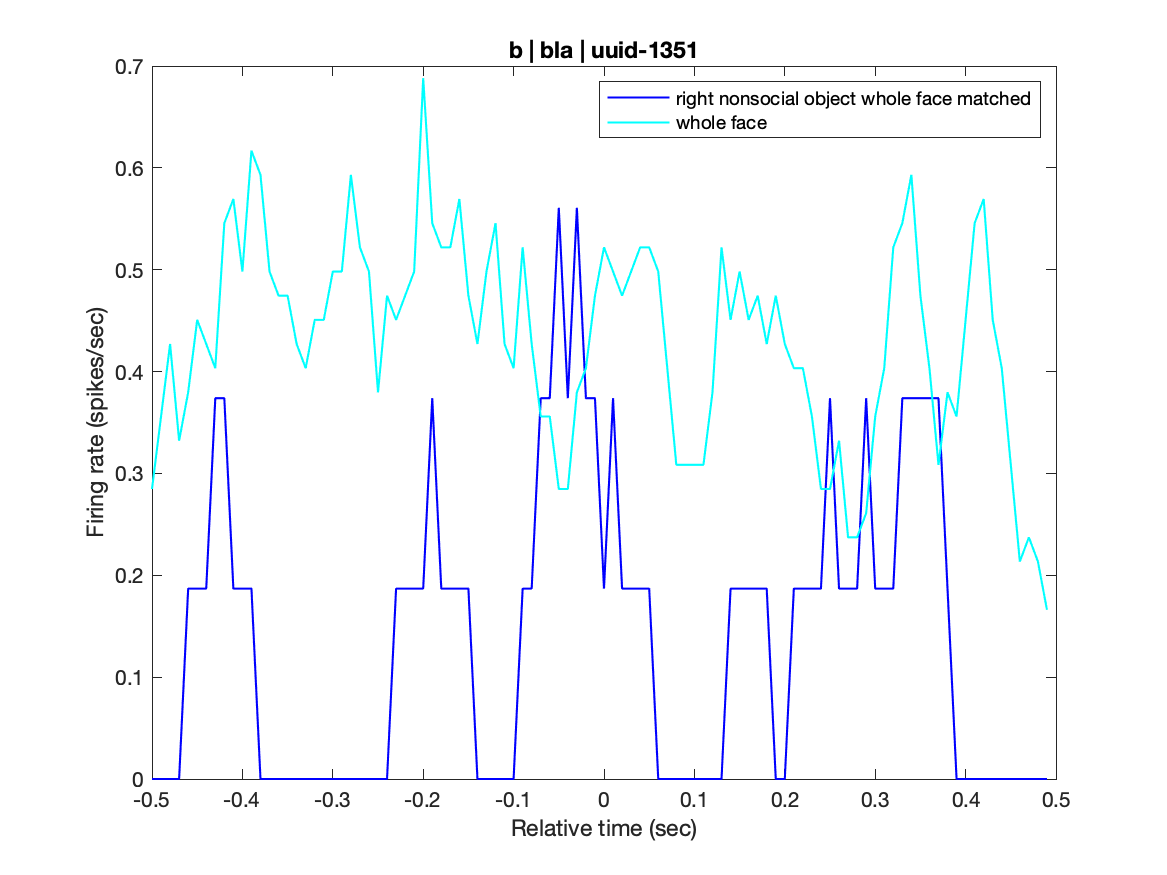 b | bla | uuid-1351
right nonsocial object whole face matched
whole face
0.7
0.6
0.5
0.4
0.3
0.2
0.1
0
Firing rate (spikes/sec)
-0.5 -0.4 -0.3 -0.2 -0.1 0 0.1 0.2 0.3 0.4 0.5
Relative time (sec)